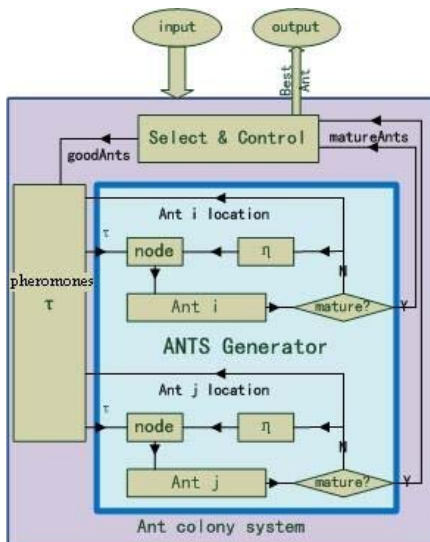 input
output
Best
Ant
Select & Control
goodAnts
matureAnts
Ant i location
τ
node
η
pheromones
τ
N
Ant i
mature?
Y
ANTS Generator
Ant j location
τ
node
η
N
Ant j
mature?
Y
Ant colony system